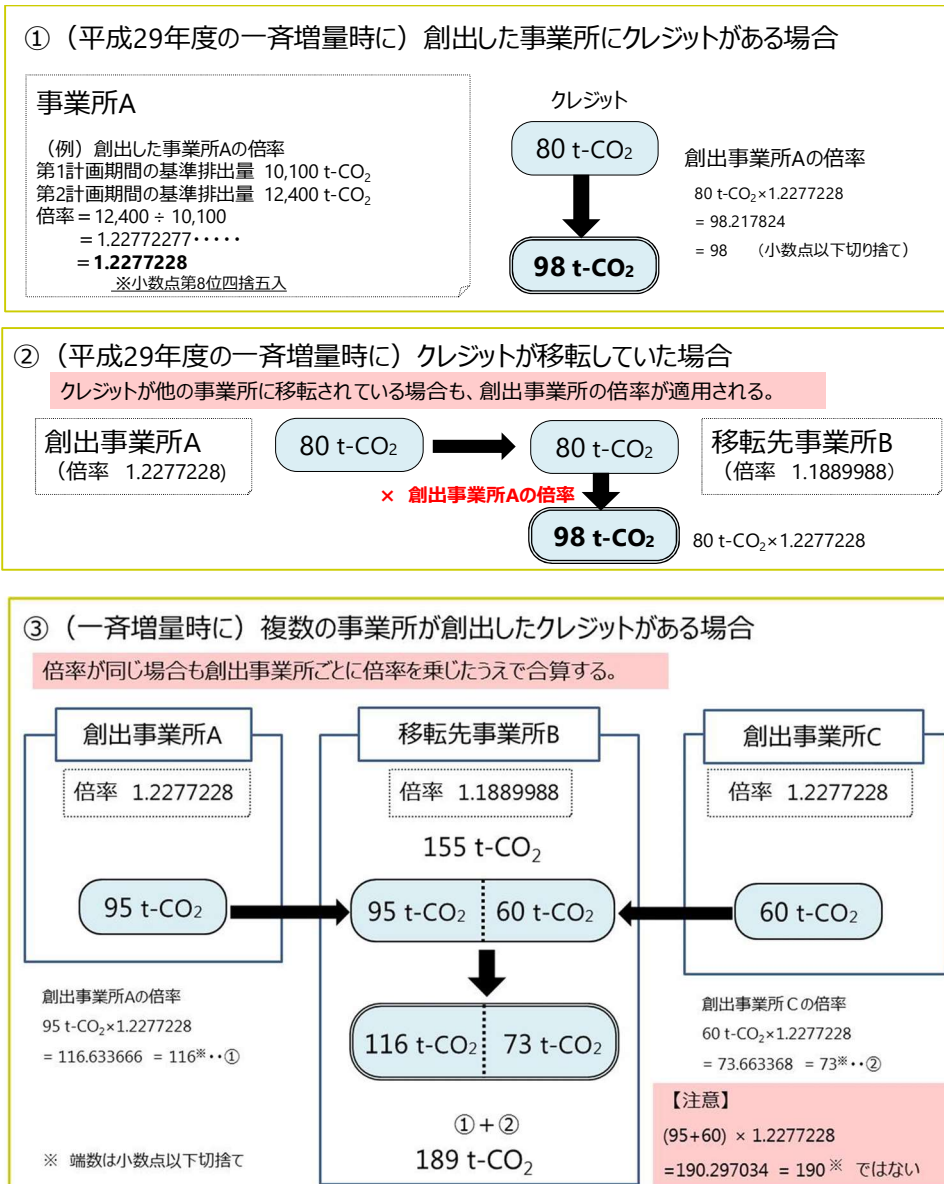 ①（平成29年度の一斉増量時に）創出した事業所にクレジットがある場合
事業所A
（例）創出した事業所Aの倍率
第1計画期間の基準排出量 10,100 t-CO₂
第2計画期間の基準排出量 12,400 t-CO₂
倍率＝12,400 ÷ 10,100
＝1.22772277・・・・・
＝1.2277228
※小数点第8位四捨五入
クレジット
80 t-CO₂
98 t-CO₂
創出事業所Aの倍率
80 t-CO₂×1.2277228
= 98.217824
= 98　（小数点以下切り捨て）
②（平成29年度の一斉増量時に）クレジットが移転していた場合
クレジットが他の事業所に移転されている場合も、創出事業所の倍率が適用される。
創出事業所A
（倍率 1.2277228)
80 t-CO₂
80 t-CO₂
移転先事業所B
（倍率 1.1889988）
× 創出事業所Aの倍率
98 t-CO₂
80 t-CO₂×1.2277228
③（一斉増量時に）複数の事業所が創出したクレジットがある場合
倍率が同じ場合も創出事業所ごとに倍率を乗じたうえで合算する。
創出事業所A
倍率 1.2277228
95 t-CO₂
創出事業所Aの倍率
95 t-CO₂×1.2277228
= 116.633666 = 116※・・①
※ 端数は小数点以下切捨て
移転先事業所B
倍率 1.1889988
155 t-CO₂
95 t-CO₂ 60 t-CO₂
116 t-CO₂ 73 t-CO₂
①＋②
189 t-CO₂
創出事業所C
倍率 1.2277228
60 t-CO₂
創出事業所Cの倍率
60 t-CO₂×1.2277228
= 73.663368 = 73※・・②
【注意】
(95+60) × 1.2277228
=190.297034 = 190※ ではない